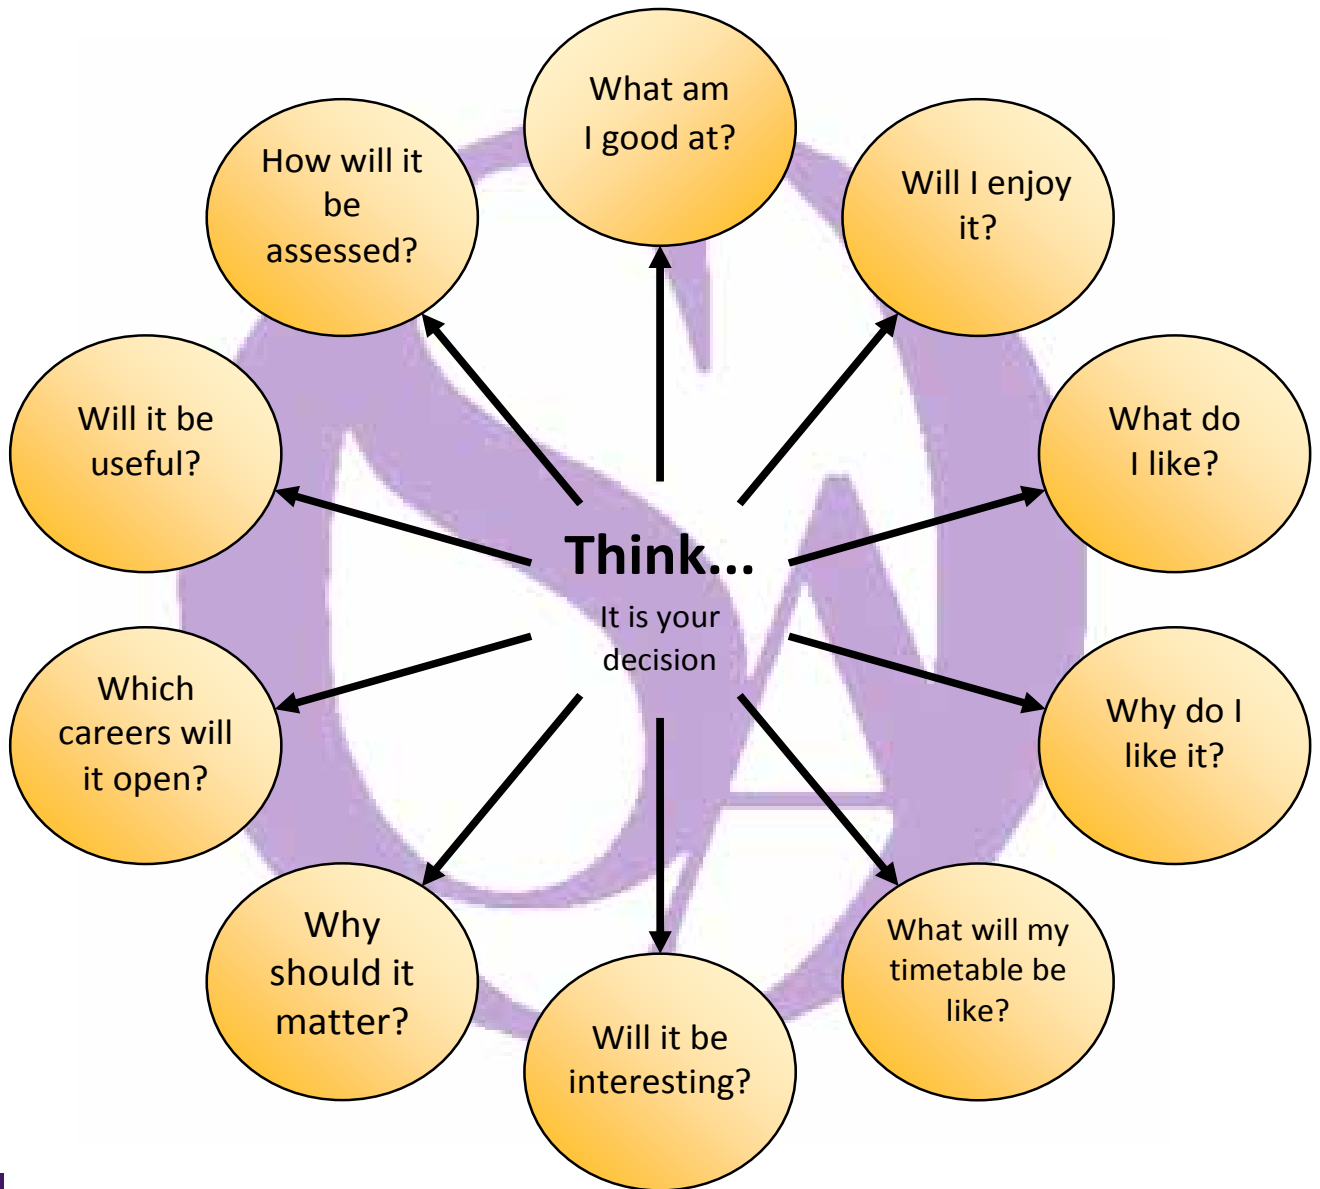 What am
I good at?
Will I enjoy
it?
What do
I like?
Why do I
like it?
What will my
timetable be
like?
Will it be
interesting?
Why
should it
matter?
Which
careers will
it open?
Will it be
useful?
How will it
be
assessed?
Think...
It is your
decision